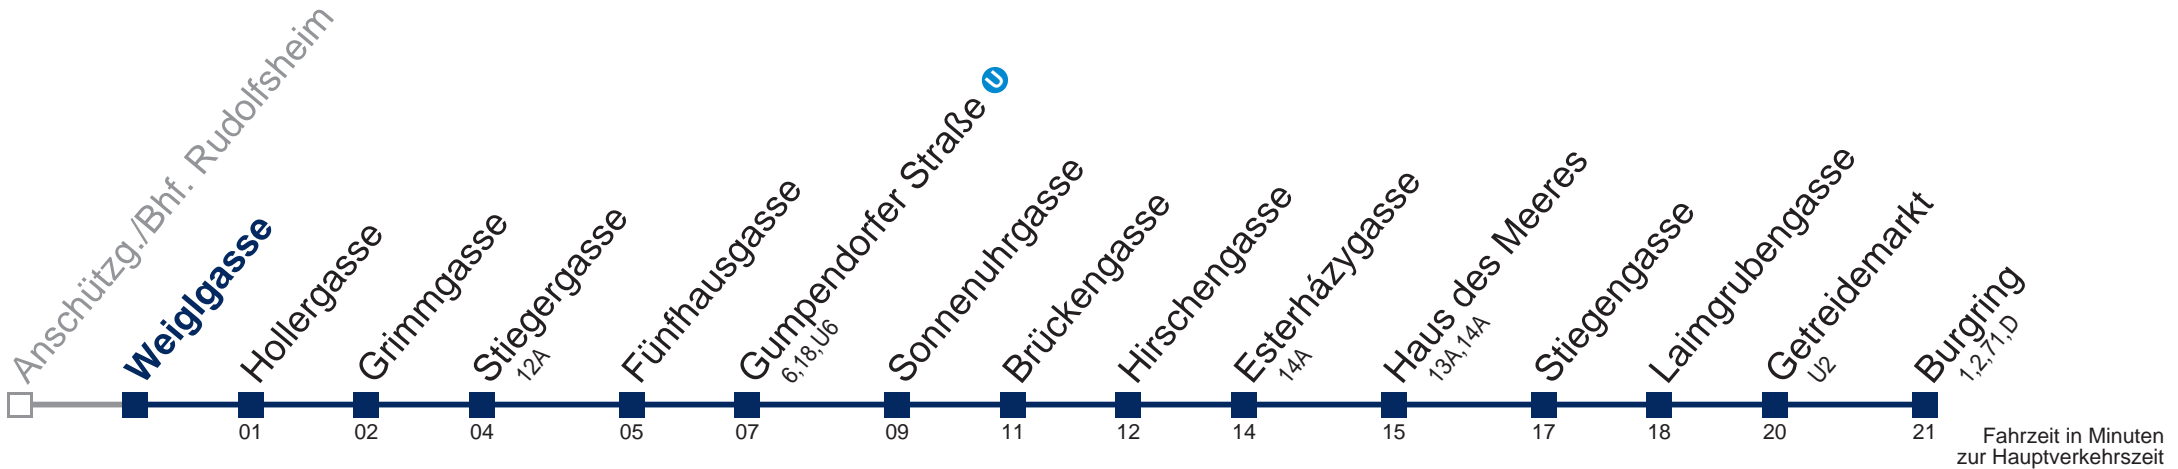 Anschützg./Bhf. Rudolfsheim
Weiglgasse
Hollergasse
01
Grimmgasse
02
Stiegergasse
12A
04
Fünfhausgasse
05
Gumpendorfer Straße U
6,18,U6
07
Sonnenuhrgasse
09
Brückengasse
11
Hirschengasse
12
Esterházygasse
14A
14
Haus des Meeres
13A,14A
15
Stiegengasse
17
Laimgrubengasse
18
Getreidemarkt
U2
20
Burgring
1,2,71,D
21
Fahrzeit in Minuten
zur Hauptverkehrszeit